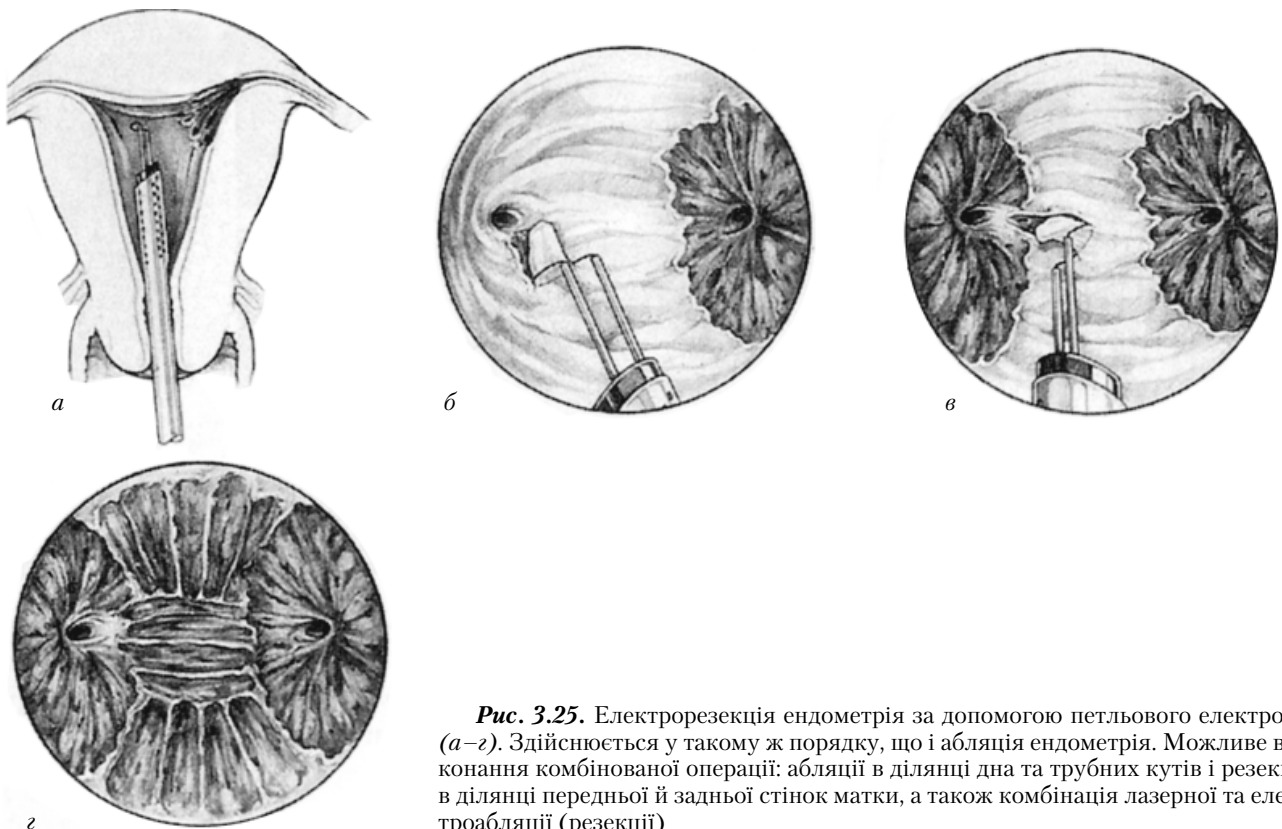 а
б
в
г
Рис. 3.25. Електрорезекція ендометрія за допомогою петльового електро
(а–г). Здійснюється у такому ж порядку, що і абляція ендометрія. Можливе в
конання комбінованої операції: абляції в ділянці дна та трубних кутів і резек
в ділянці передньої й задньої стінок матки, а також комбінація лазерної та еле
троабляції (резекції)